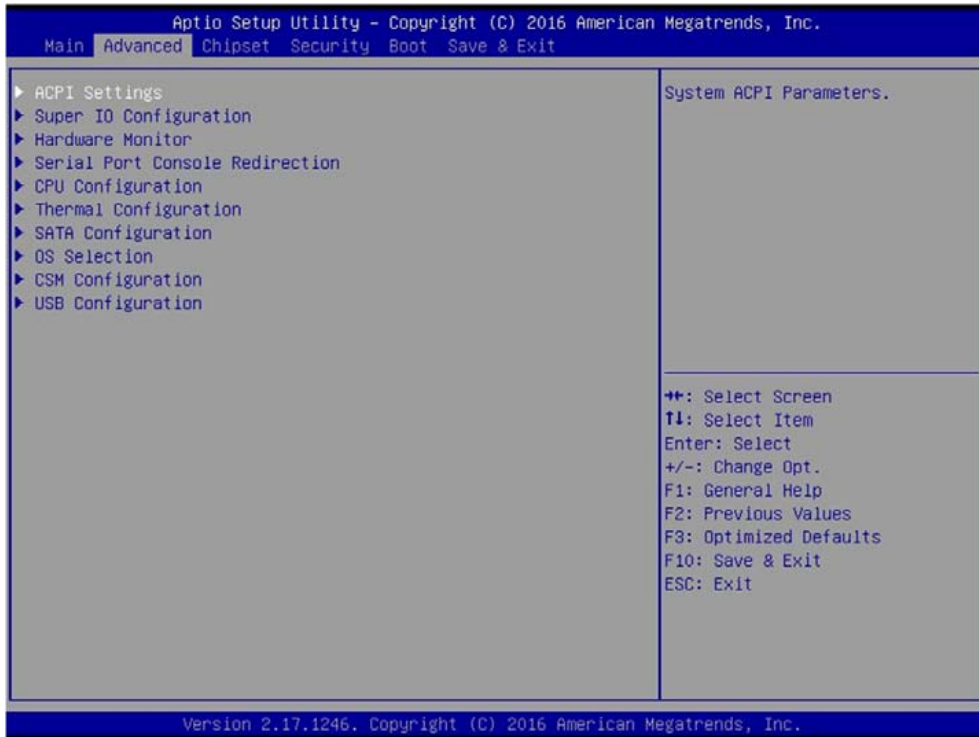 Aptio Setup Utility – Copyright (C) 2016 American Megatrends, Inc.
Main Advanced Chipset Security Boot Save & Exit
ACPI Settings
Super IO Configuration
Hardware Monitor
Serial Port Console Redirection
CPU Configuration
Thermal Configuration
SATA Configuration
OS Selection
CSM Configuration
USB Configuration
System ACPI Parameters.
→←: Select Screen
↑↓: Select Item
Enter: Select
+/-: Change Opt.
F1: General Help
F2: Previous Values
F3: Optimized Defaults
F10: Save & Exit
ESC: Exit
Version 2.17.1246. Copyright (C) 2016 American Megatrends, Inc.